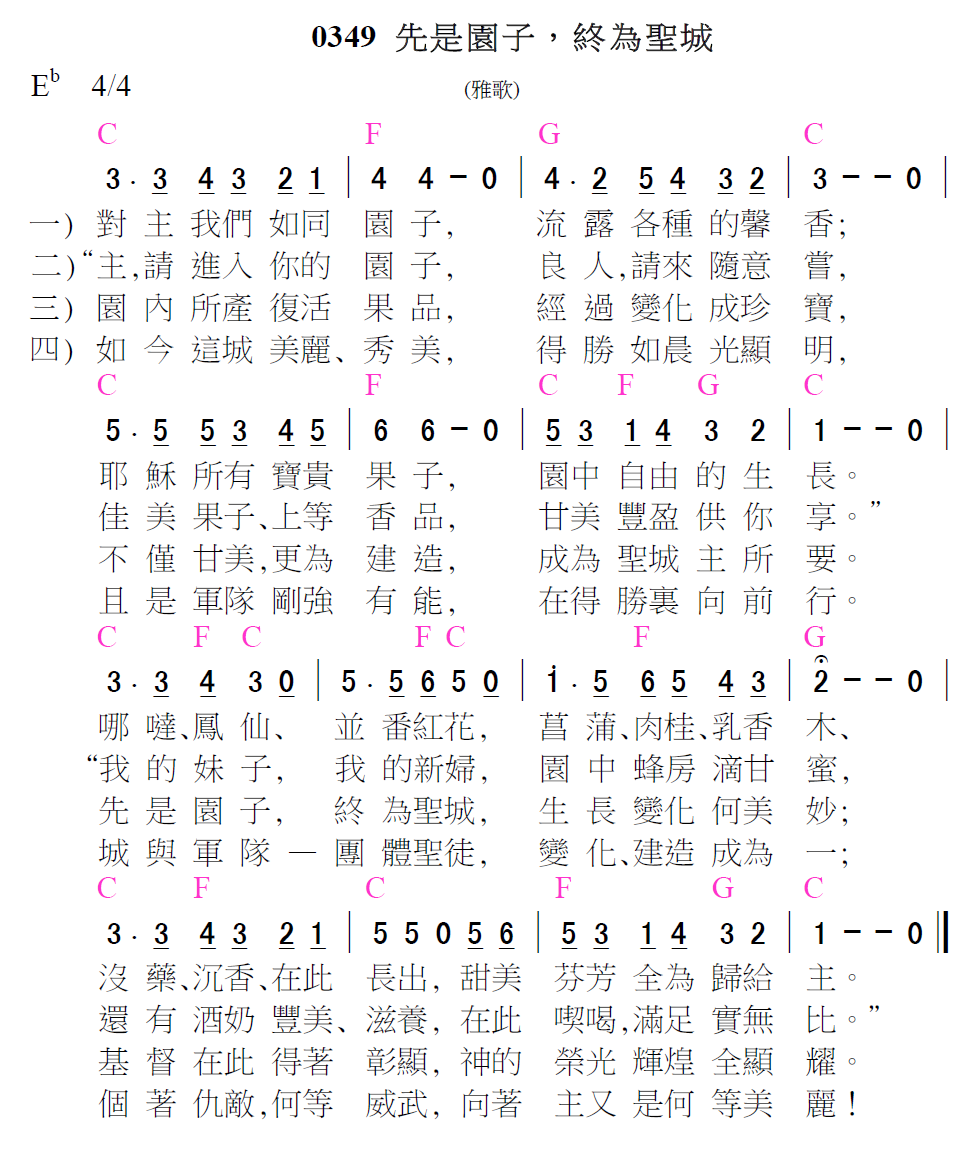 0349 先是園子，終為聖城
E♭ 4/4 (雅歌)
C F G C
3· 3 4 3 2 1 | 4 4 – 0 | 4· 2 5 4 3 2 | 3 – – 0 |
一) 對主我們如同園子, 流露各種的馨香;
二)“主,請進入你的園子, 良人,請來隨意嘗,
三) 園內所產復活果品, 經過變化成珍寶,
四) 如今這城美麗、秀美, 得勝如晨光顯明,
C F C F G C
5· 5 5 3 4 5 | 6 6 – 0 | 5 3 1 4 3 2 | 1 – – 0 |
耶穌所有寶貴果子, 園中自由的生長。
佳美果子、上等香品, 甘美豐盈供你享。”
不僅甘美,更為建造, 成為聖城主所要。
且是軍隊剛強有能, 在得勝裏向前行。
C F C F C F G
3· 3 4 3 0 | 5· 5 6 5 0 | i· 5 6 5 4 3 | 2 – – 0 |
哪噠、鳳仙、 並番紅花, 菖蒲、肉桂、乳香木、
“我的妹子, 我的新婦, 園中蜂房滴甘蜜,
先是園子, 終為聖城, 生長變化何美妙;
城與軍隊—團體聖徒, 變化、建造成為一;
C F C F G C
3· 3 4 3 2 1 | 5 5 0 5 6 | 5 3 1 4 3 2 | 1 – – 0 ‖
沒藥、沉香、在此長出, 甜美芬芳全為歸給主。
還有酒奶豐美、滋養, 在此喫喝,滿足實無比。”
基督在此得著彰顯, 神的榮光輝煌全顯耀。
個著仇敵,何等威武, 向著主又是何等美麗!